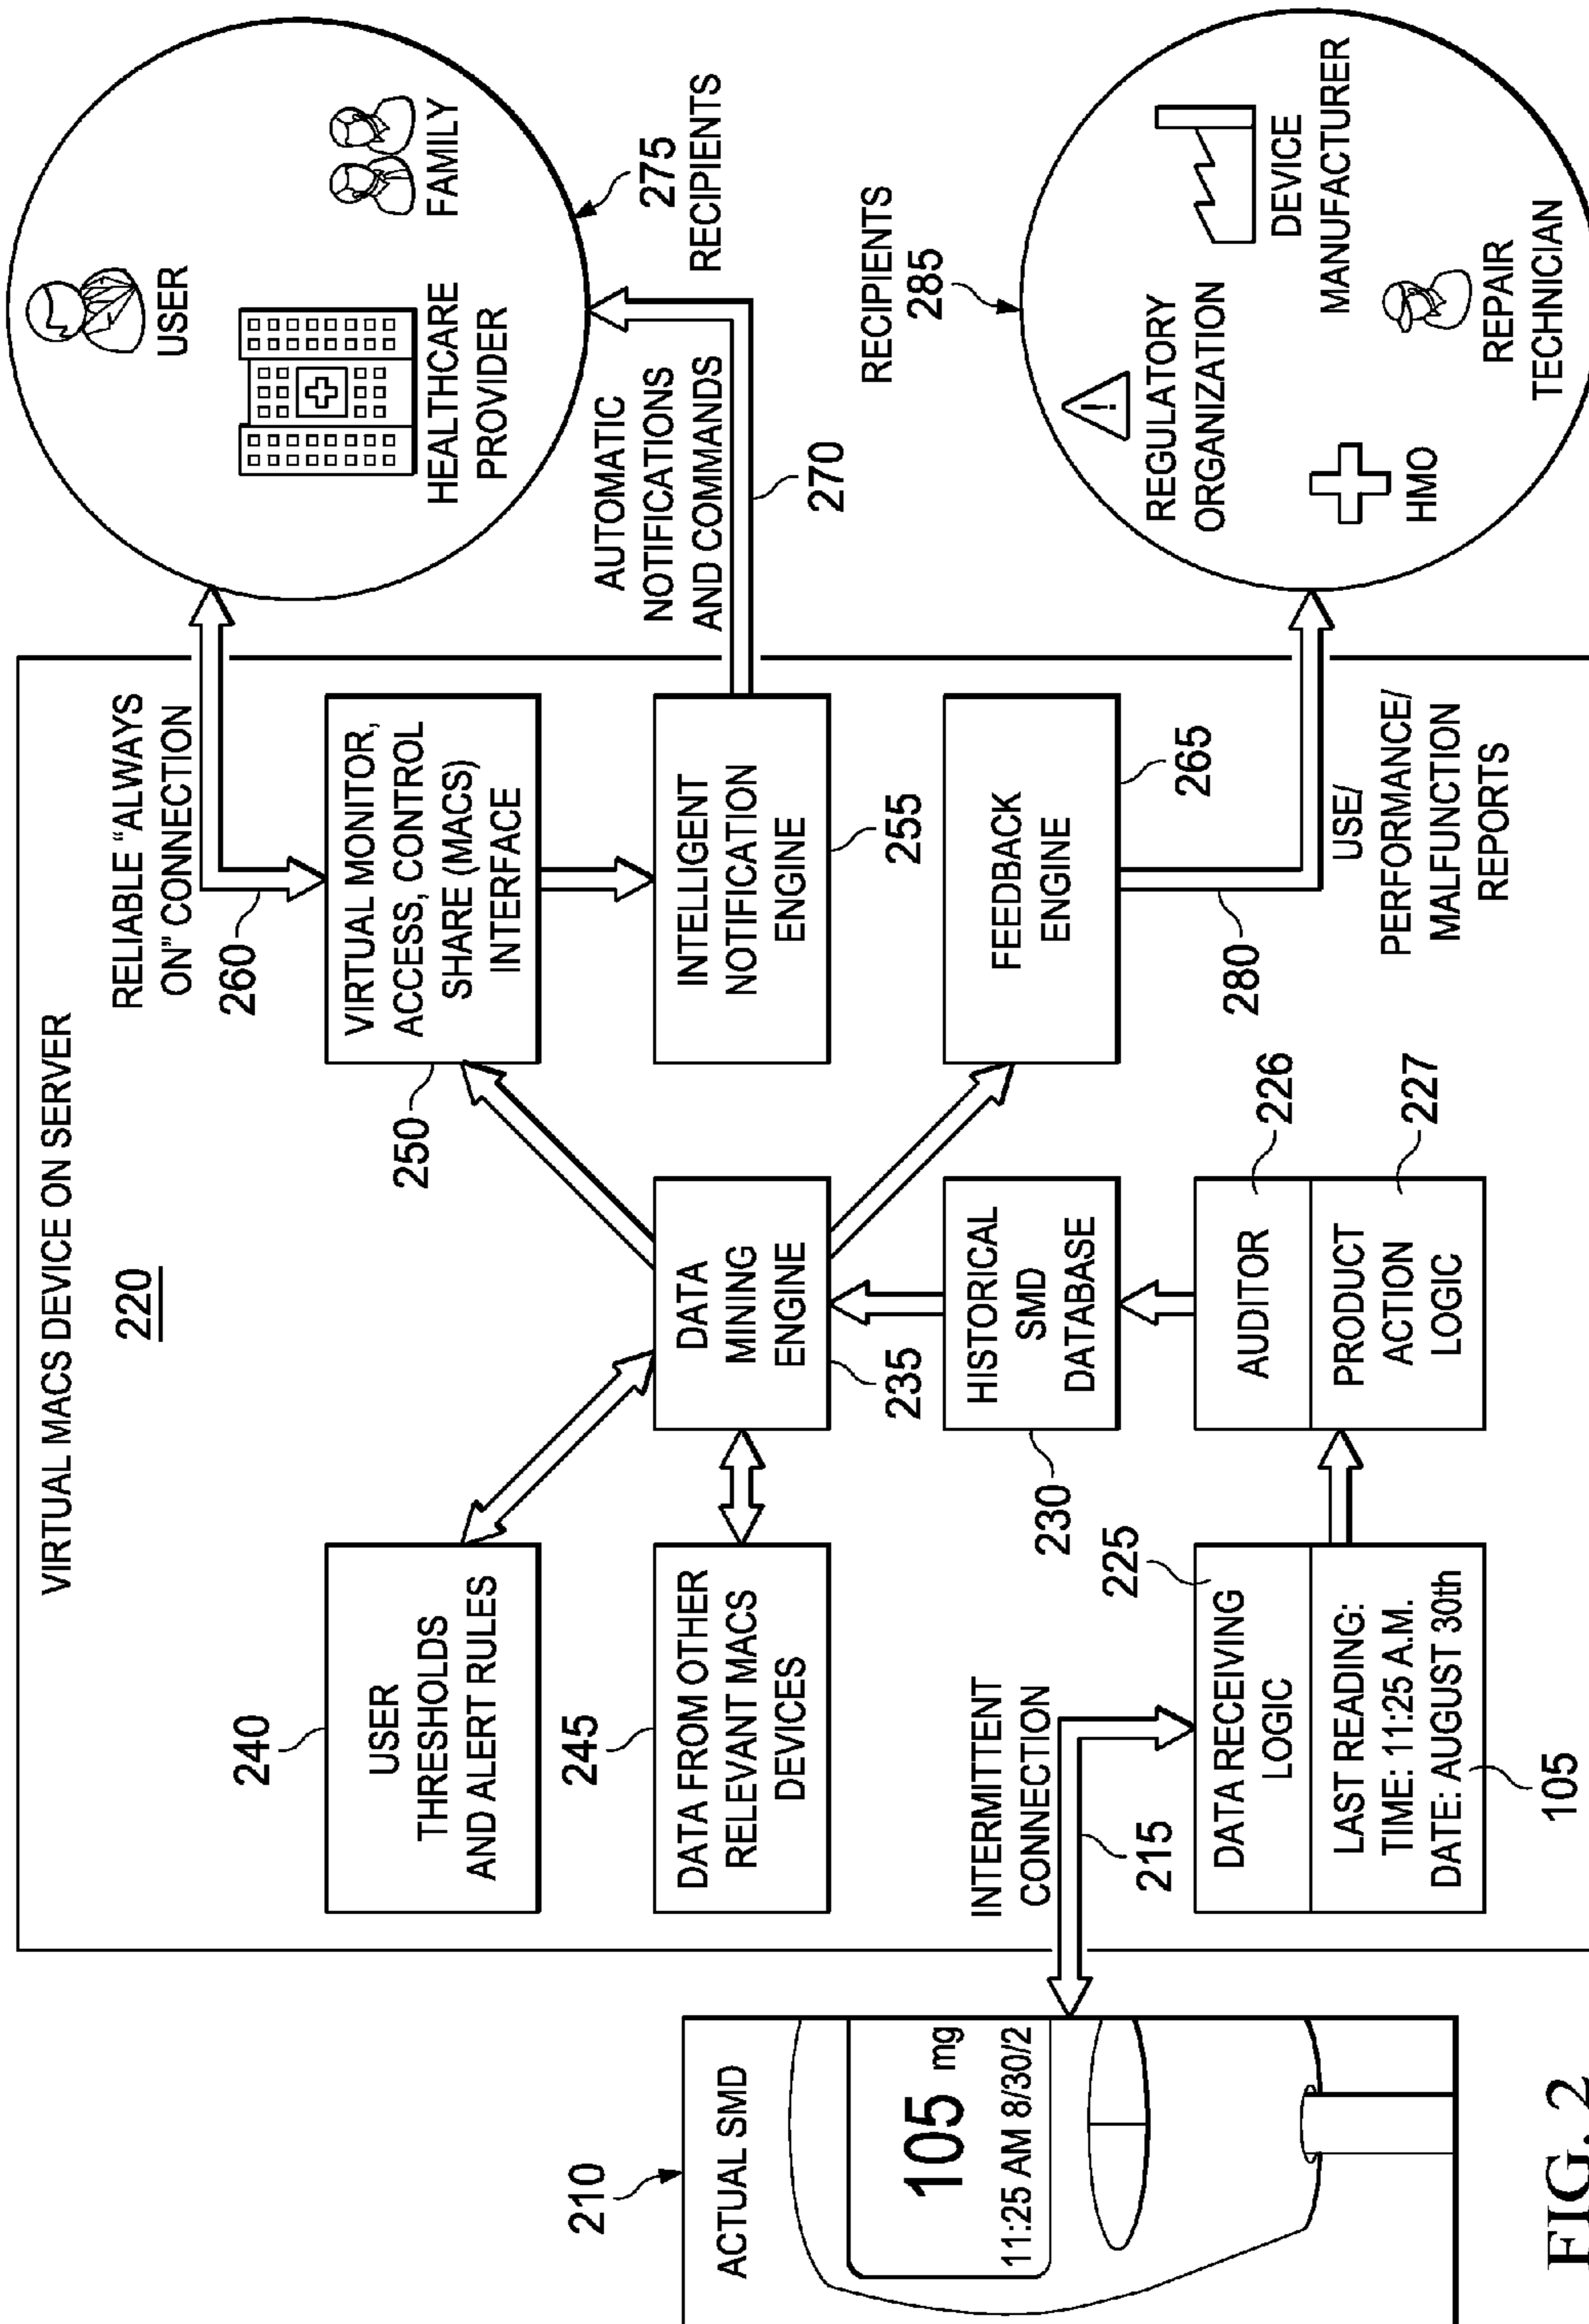 VIRTUAL MACS DEVICE ON SERVER
220
ACTUAL SMD
210
105 mg
11:25 AM 8/30/2
INTERMITTENT
CONNECTION
215
240
USER
THRESHOLDS
AND ALERT RULES
245
DATA FROM OTHER
RELEVANT MACS
DEVICES
225
DATA RECEIVING
LOGIC
LAST READING:
TIME: 11:25 A.M.
DATE: AUGUST 30th
105
DATA
MINING
ENGINE
235
HISTORICAL
SMD
DATABASE
230
AUDITOR
226
PRODUCT
ACTION
LOGIC
227
RELIABLE "ALWAYS
ON" CONNECTION
260
VIRTUAL MONITOR,
ACCESS, CONTROL
SHARE (MACS)
INTERFACE
250
INTELLIGENT
NOTIFICATION
ENGINE
255
FEEDBACK
ENGINE
265
280
USE/
PERFORMANCE/
MALFUNCTION
REPORTS
AUTOMATIC
NOTIFICATIONS
AND COMMANDS
270
USER
HEALTHCARE
PROVIDER
FAMILY
275
RECIPIENTS
RECIPIENTS
285
REGULATORY
ORGANIZATION
DEVICE
MANUFACTURER
HMO
REPAIR
TECHNICIAN
FIG. 2